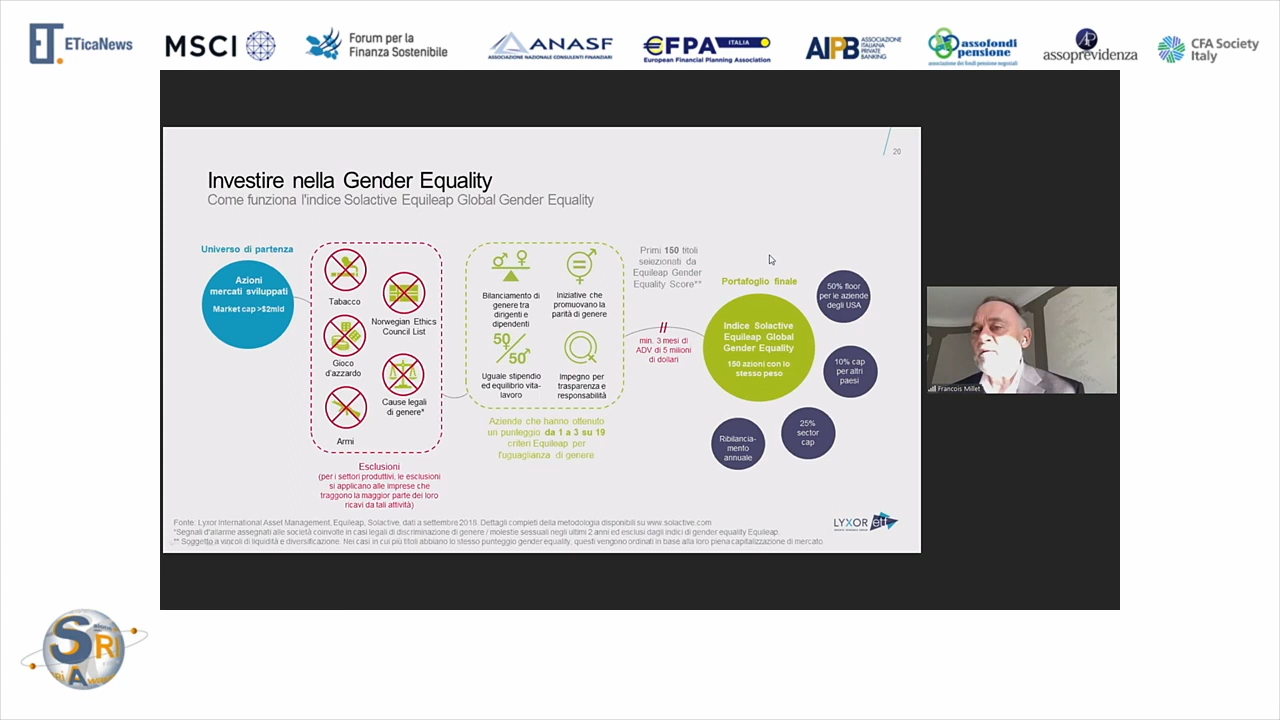 ETicaNews
MSCI
Forum per la
Finanza Sostenibile
ANASF
ASSOCIAZIONE NAZIONALE CONSULENTI FINANZIARI
€FPA ITALIA
European Financial Planning Association
AIPB ASSOCIAZIONE
ITALIANA
PRIVATE
BANKING
assofondi
pensione
associazione dei fondi pensione negoziali
assoprevidenza
CFA Society
Italy
20
Investire nella Gender Equality
Come funziona l'indice Solactive Equileap Global Gender Equality
Universo di partenza
Azioni
mercati sviluppati
Market cap >$2mld
Tabacco
Norwegian Ethics
Council List
Gioco
d'azzardo
Cause legali
di genere*
Armi
Esclusioni
(per i settori produttivi, le esclusioni
si applicano alle imprese che
traggono la maggior parte dei loro
ricavi da tali attività)
Bilanciamento di
genere tra
dirigenti e
dipendenti
Iniziative che
promuovano la
parità di genere
50/50
Uguale stipendio
ed equilibrio vita-
lavoro
Impegno per
trasparenza e
responsabilità
Aziende che hanno ottenuto
un punteggio da 1 a 3 su 19
criteri Equileap per
l'uguaglianza di genere
Primi 150 titoli
selezionati da
Equileap Gender
Equality Score**
min. 3 mesi di
ADV di 5 milioni
di dollari
Portafoglio finale
Indice Solactive
Equileap Global
Gender Equality
150 azioni con lo
stesso peso
50% floor
per le aziende
degli USA
10% cap
per altri
paesi
25%
sector
cap
Ribilancia-
mento
annuale
Fonte: Lyxor International Asset Management, Equileap, Solactive, dati a settembre 2018. Dettagli completi della metodologia disponibili su www.solactive.com
*Segnali d'allarme assegnati alle società coinvolte in casi legali di discriminazione di genere / molestie sessuali negli ultimi 2 anni ed esclusi dagli indici di gender equality Equileap.
** Soggetto a vincoli di liquidità e diversificazione. Nei casi in cui più titoli abbiano lo stesso punteggio gender equality, questi vengono ordinati in base alla loro piena capitalizzazione di mercato
LYXOR ETF
Francois Millet
SRI